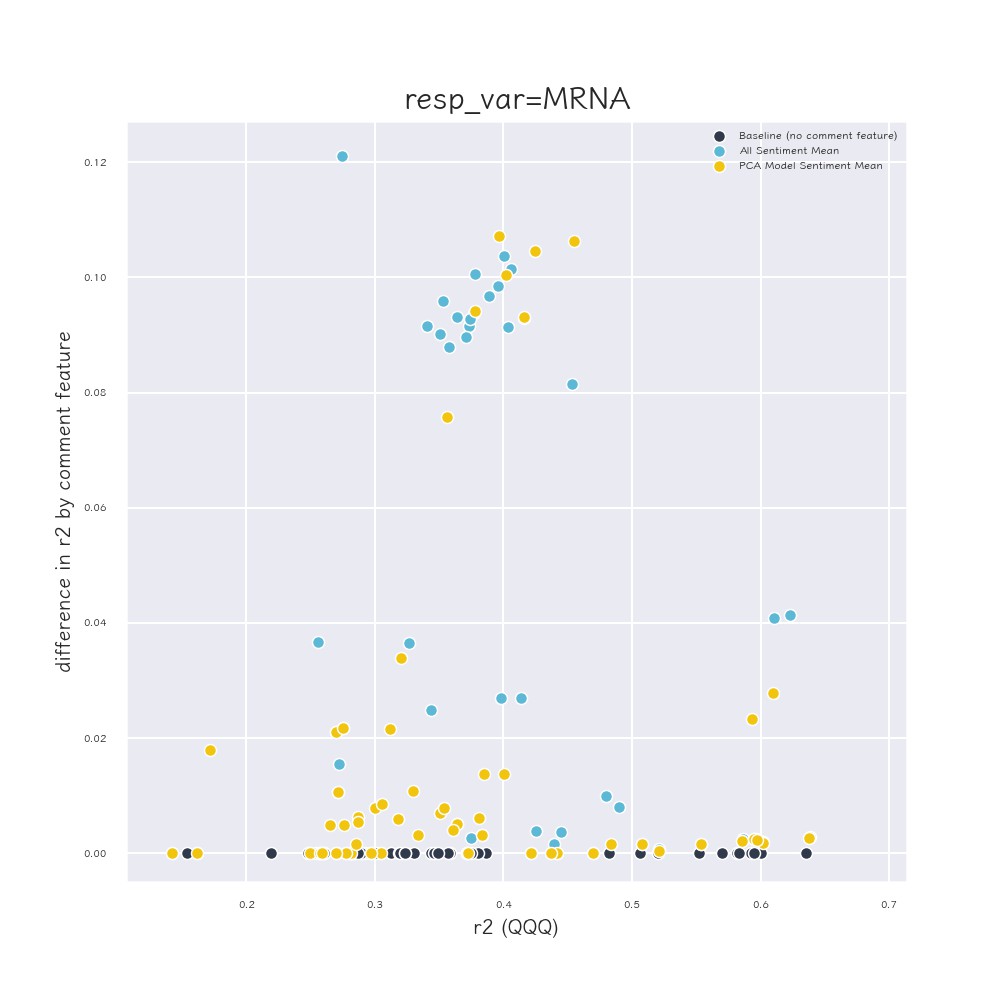 resp_var=MRNA
Baseline (no comment feature)
All Sentiment Mean
PCA Model Sentiment Mean
0.12
0.10
0.08
0.06
0.04
0.02
0.00
difference in r2 by comment feature
0.2 0.3 0.4 0.5 0.6 0.7
r2 (QQQ)